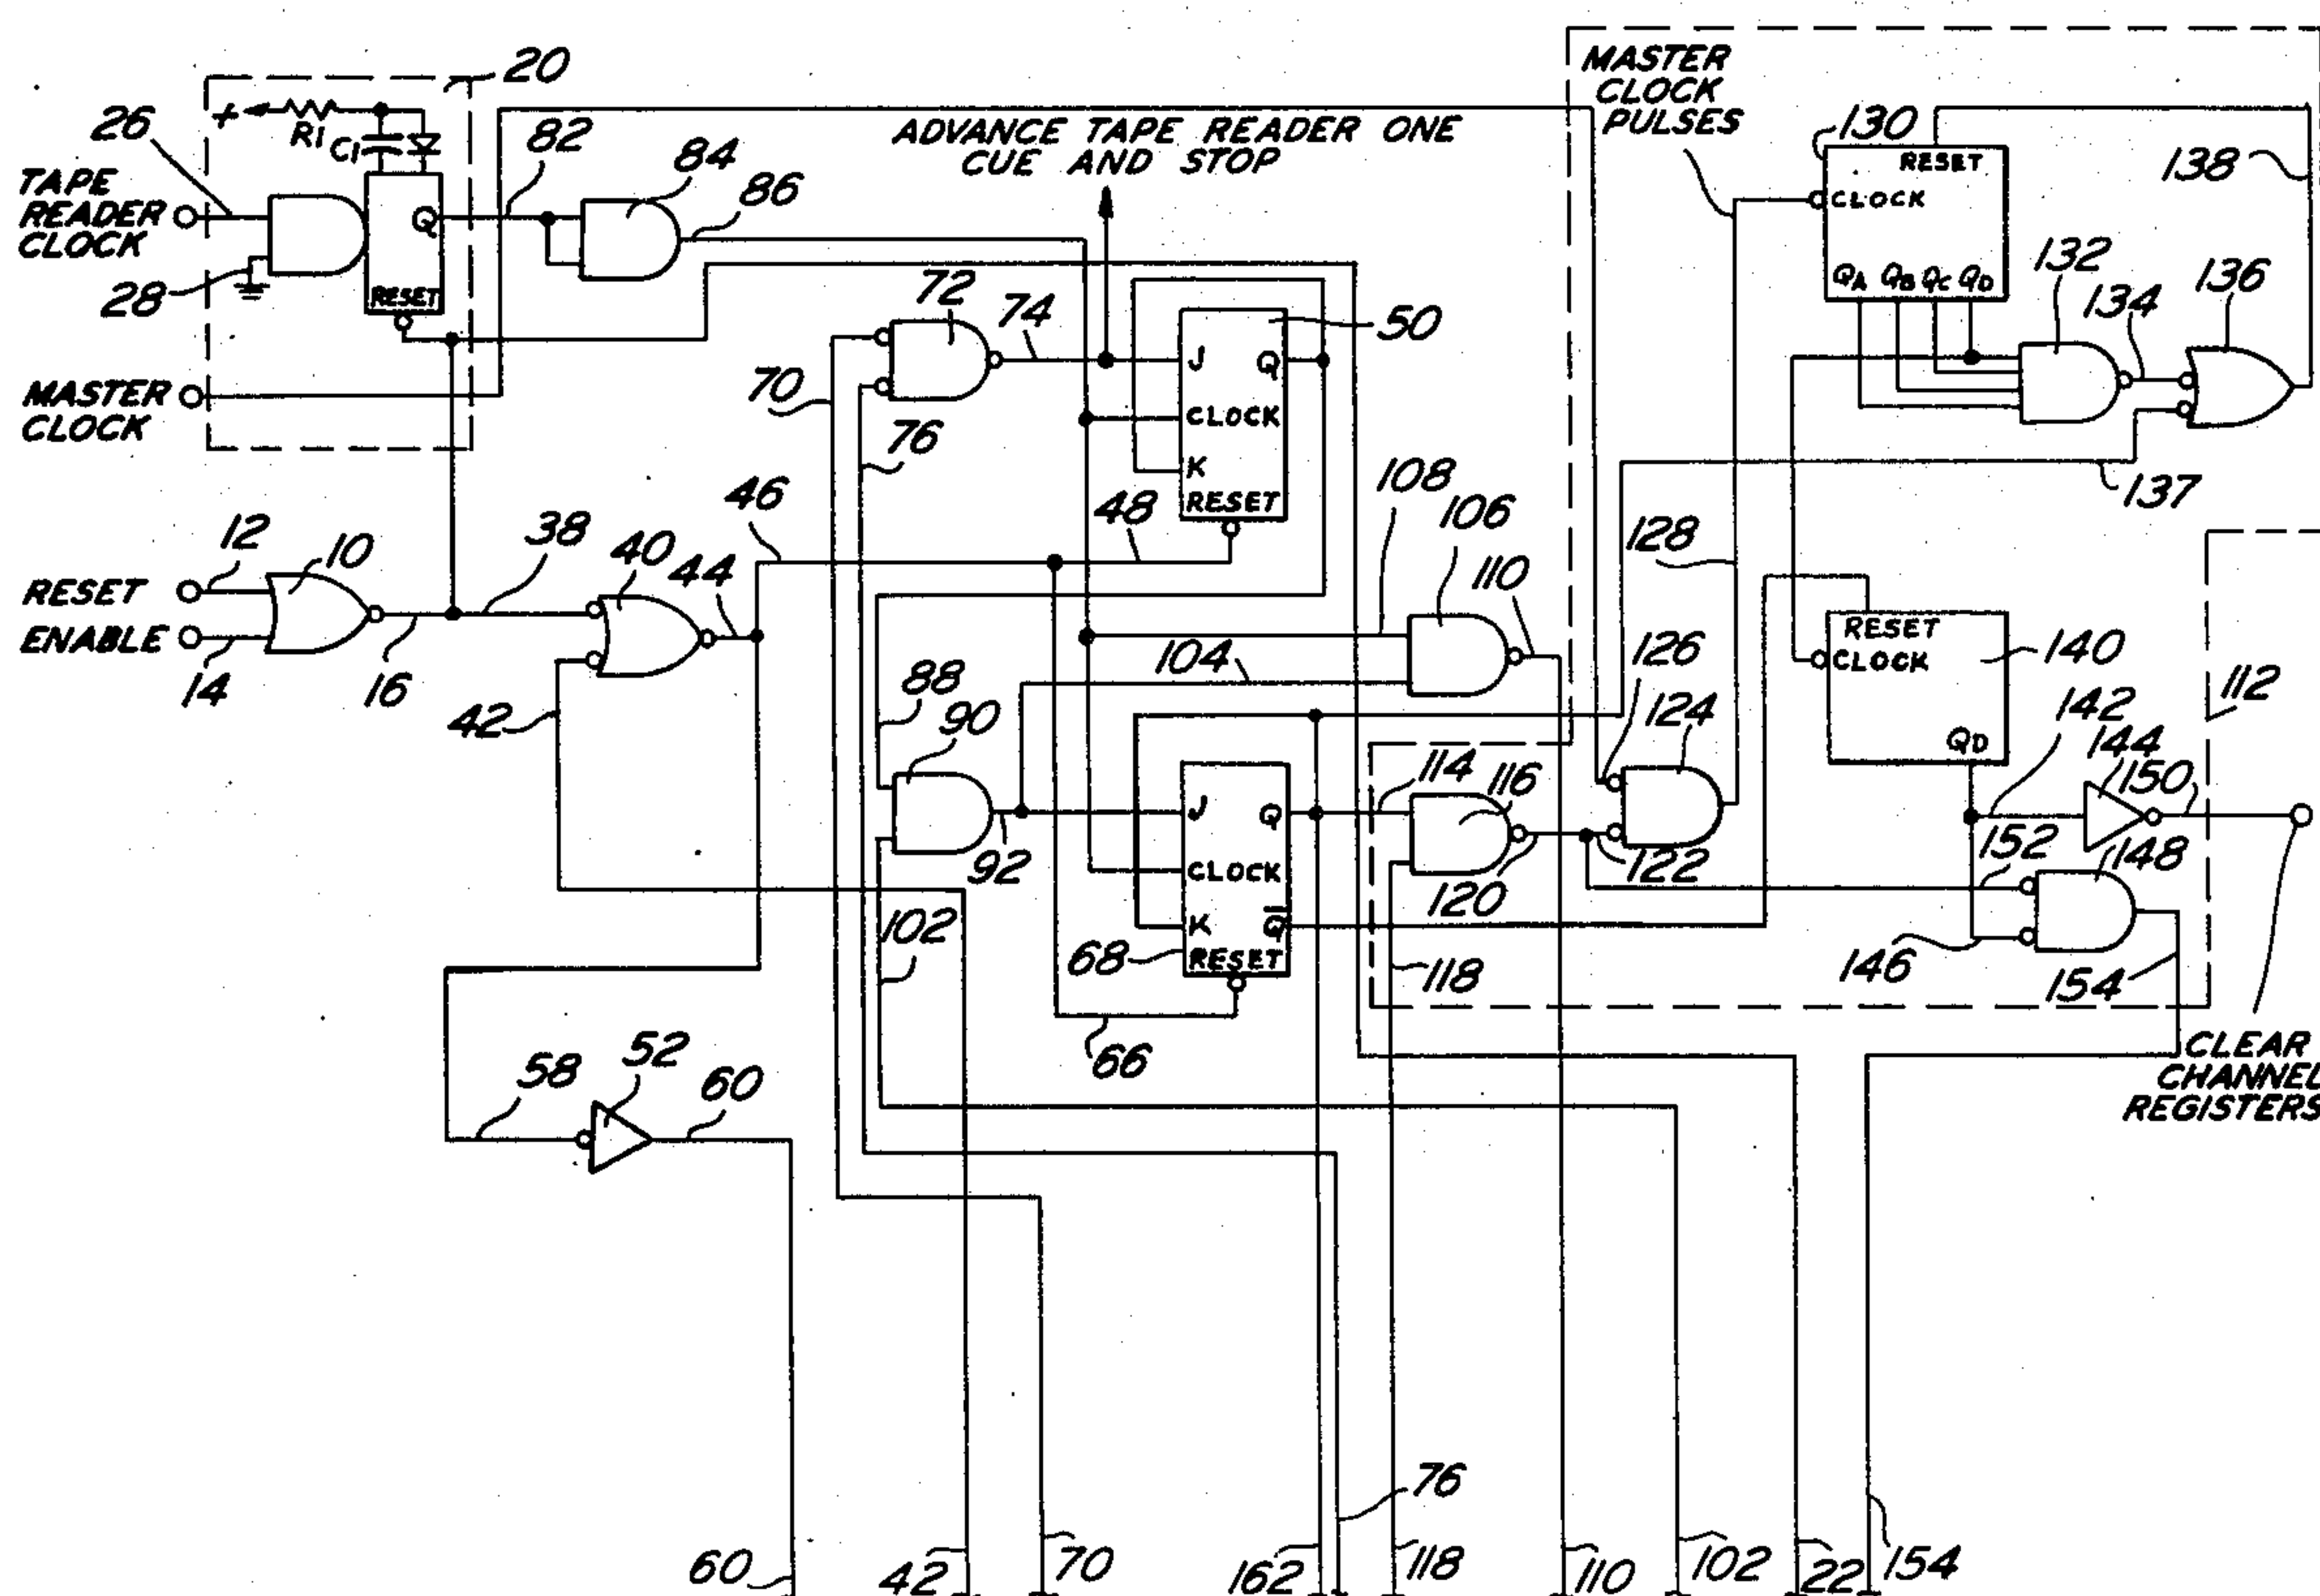 20
MASTER
CLOCK
PULSES
+
R1
C1
26
82
84
86
ADVANCE TAPE READER ONE
CUE AND STOP
130
RESET
CLOCK
138
TAPE
READER
CLOCK
Q
28
RESET
72
74
50
QA QB QC QD
132
134
136
J
Q
CLOCK
K
RESET
70
76
MASTER
CLOCK
46
48
108
106
137
128
12
10
38
40
44
110
RESET
ENABLE
14
16
42
88
90
104
126
124
RESET
CLOCK
140
QD
142
144
150
112
114
116
J
Q
CLOCK
K
Q̅
RESET
92
102
68
120
122
152
148
146
154
118
66
58
52
60
CLEAR
CHANNEL
REGISTERS
76
60
42
70
162
118
110
102
22
154